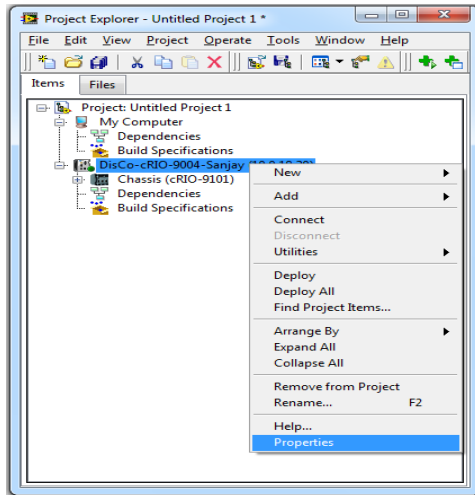 Project Explorer - Untitled Project 1 *
File Edit View Project Operate Tools Window Help
Items Files
Project: Untitled Project 1
My Computer
Dependencies
Build Specifications
DisCo-cRIO-9004-Sanjay
Chassis (cRIO-9101)
Dependencies
Build Specifications
New
Add
Connect
Disconnect
Utilities
Deploy
Deploy All
Find Project Items...
Arrange By
Expand All
Collapse All
Remove from Project
Rename... F2
Help...
Properties